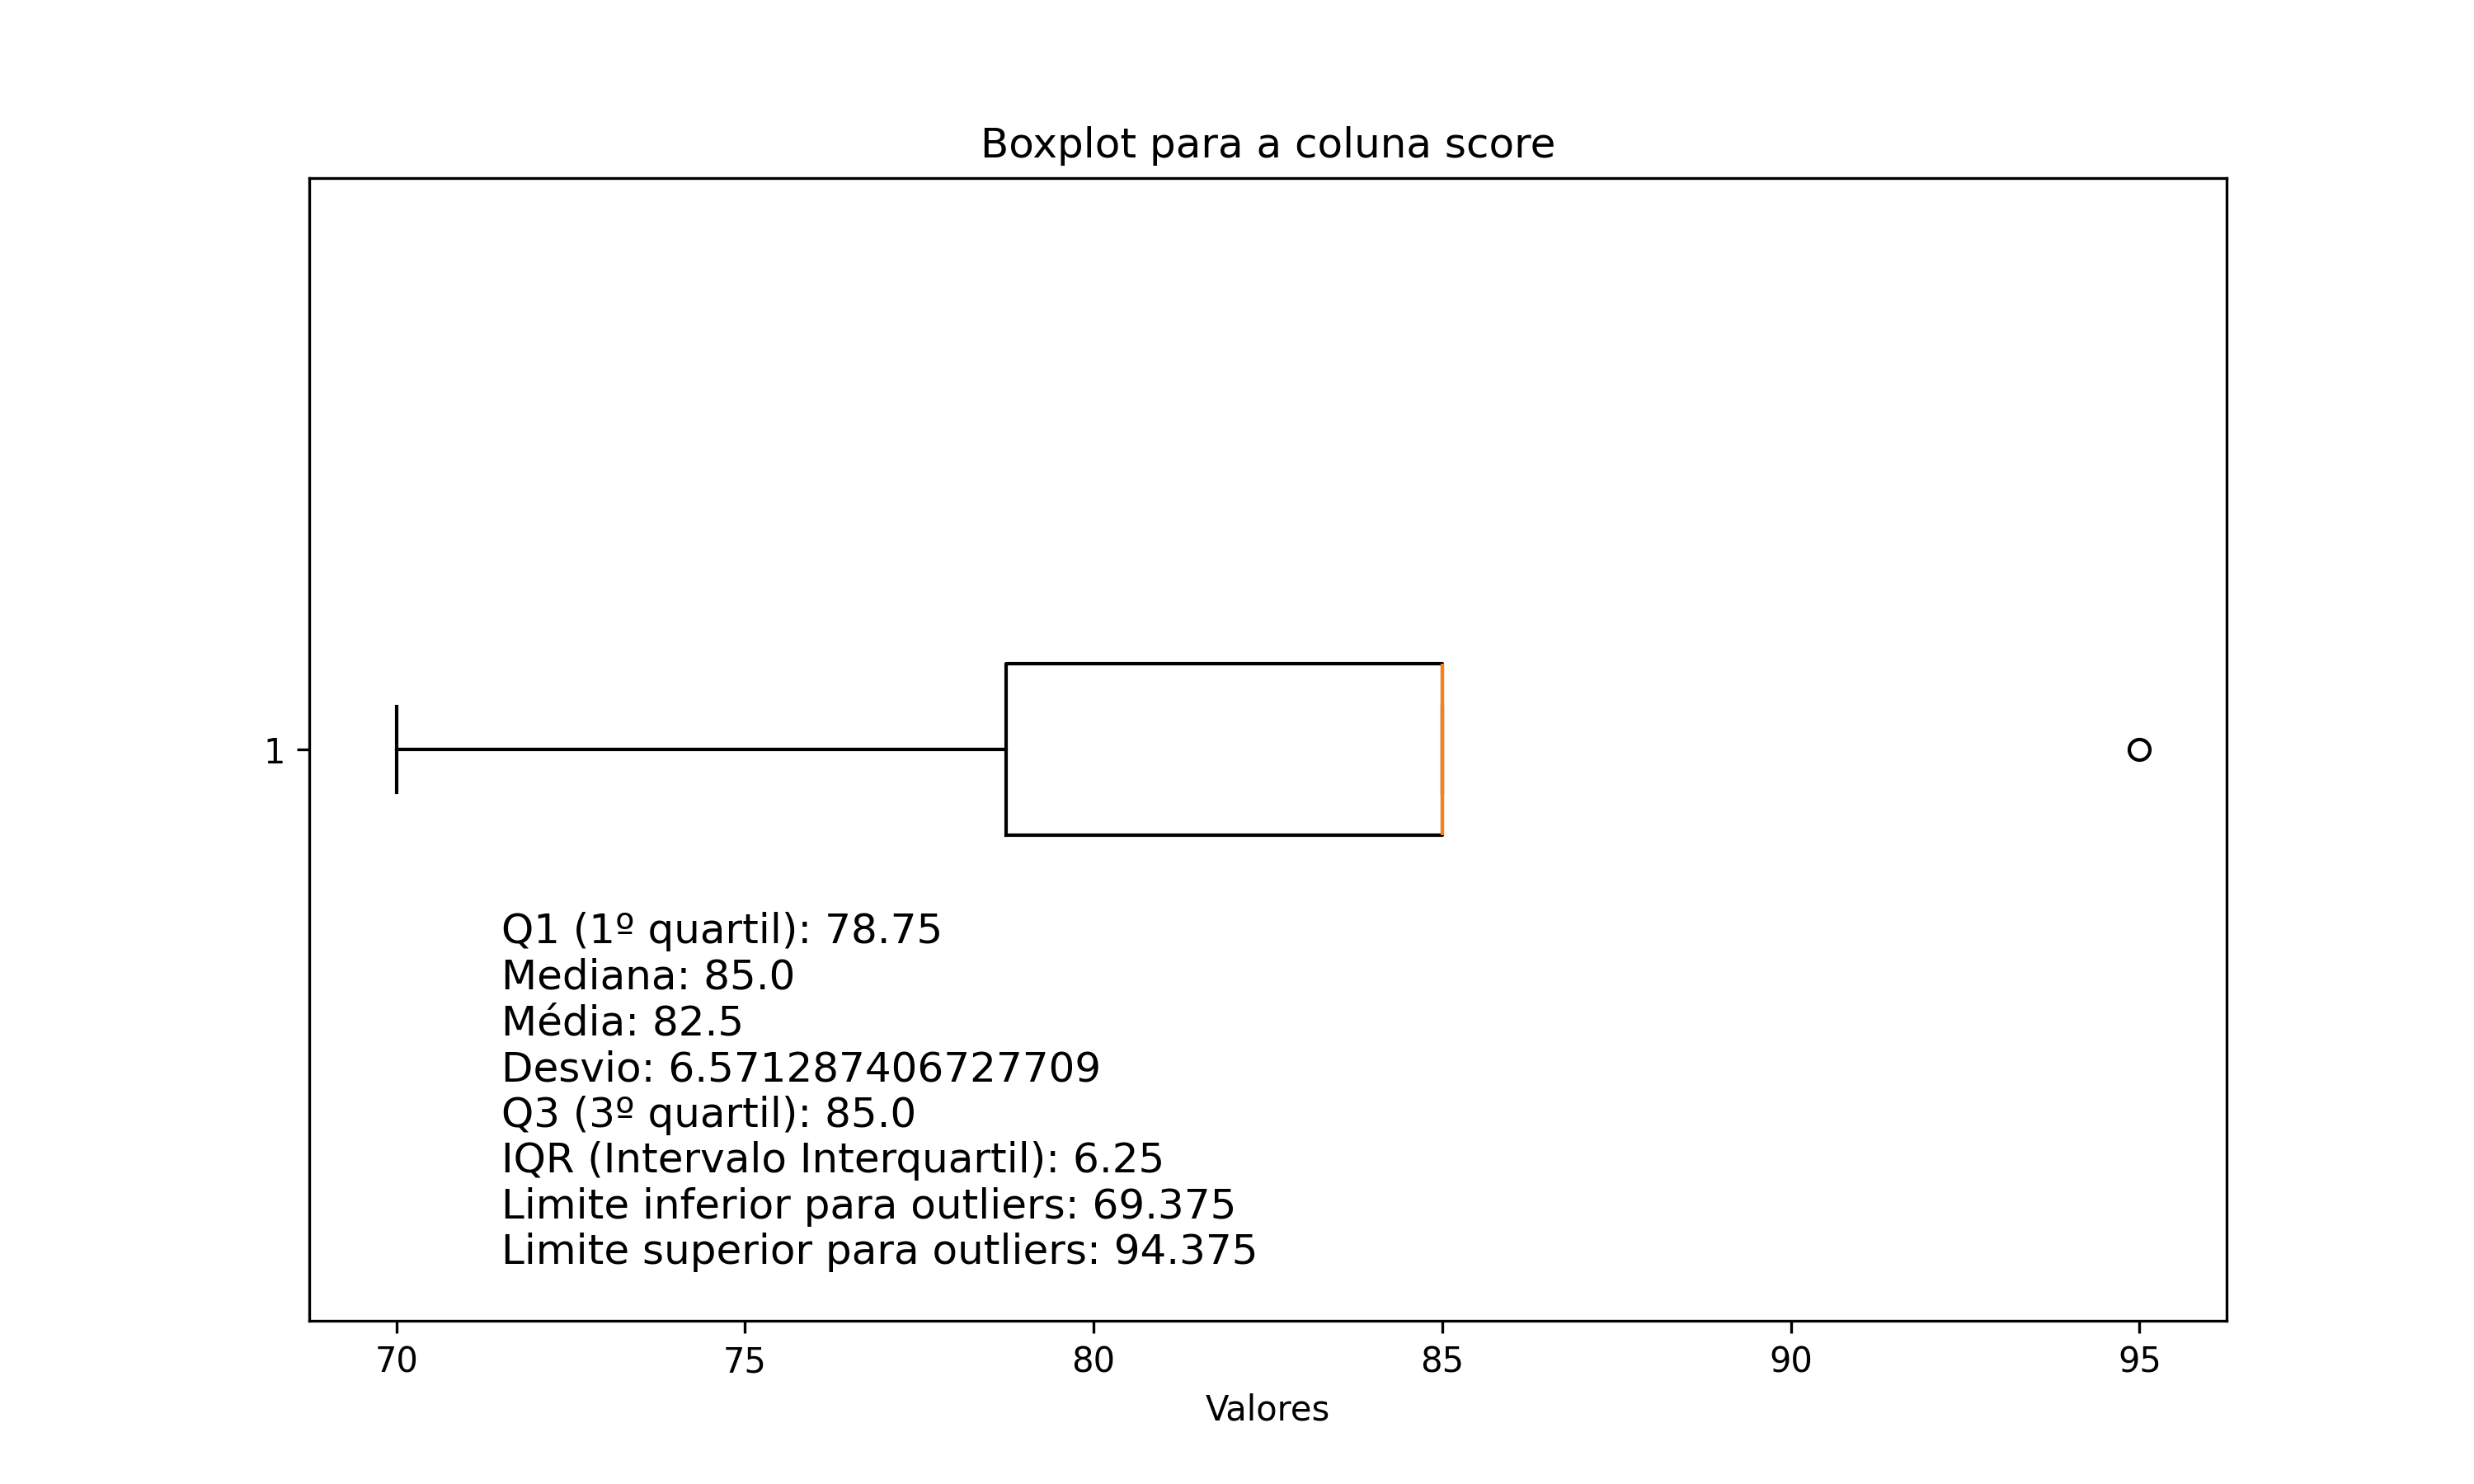 Boxplot para a coluna score
1
Q1 (1º quartil): 78.75
Mediana: 85.0
Média: 82.5
Desvio: 6.571287406727709
Q3 (3º quartil): 85.0
IQR (Intervalo Interquartil): 6.25
Limite inferior para outliers: 69.375
Limite superior para outliers: 94.375
70 75 80 85 90 95
Valores